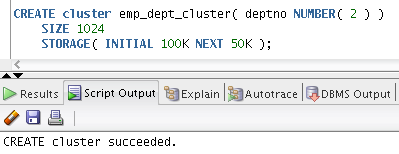 CREATE cluster emp_dept_cluster( deptno NUMBER( 2 ) )
SIZE 1024
STORAGE( INITIAL 100K NEXT 50K );
Results Script Output Explain Autotrace DBMS Output
CREATE cluster succeeded.